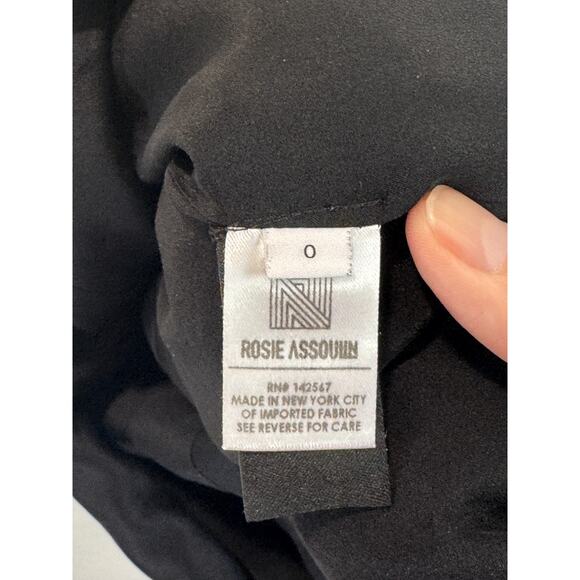 0
ROSIE ASSOULIN
RN# 142567
MADE IN NEW YORK CITY
OF IMPORTED FABRIC
SEE REVERSE FOR CARE